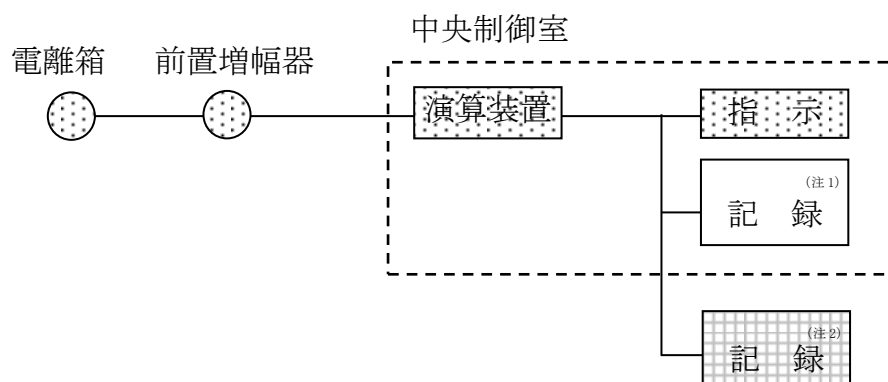 中央制御室
電離箱
前置増幅器
演算装置
指 示
(注1)
記 録
(注2)
記 録